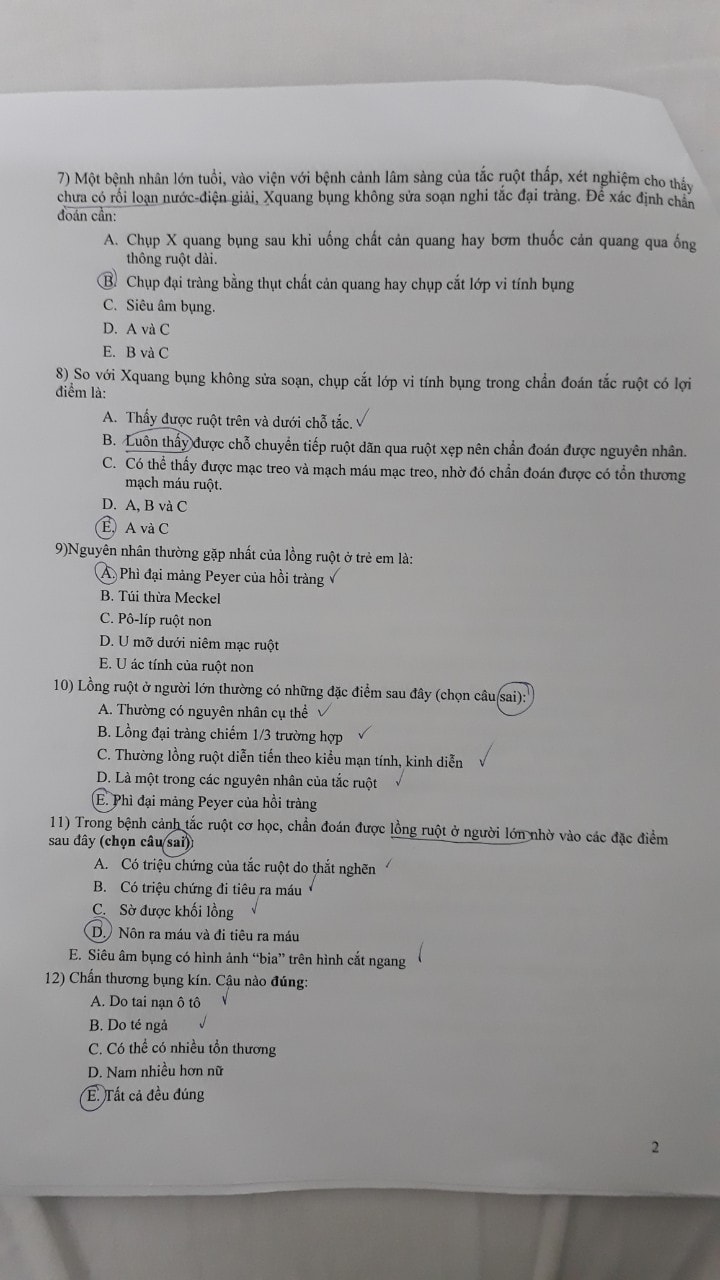 7) Một bệnh nhân lớn tuổi, vào viện với bệnh cảnh lâm sàng của tắc ruột thấp, xét nghiệm cho thấy
chưa có rối loạn nước-điện giải, Xquang bụng không sửa soạn nghi tắc đại tràng. Để xác định chẩn
đoán cần:
A. Chụp X quang bụng sau khi uống chất cản quang hay bơm thuốc cản quang qua ống
thông ruột dài.
B. Chụp đại tràng bằng thụt chất cản quang hay chụp cắt lớp vi tính bụng
C. Siêu âm bụng.
D. A và C
E. B và C
8) So với Xquang bụng không sửa soạn, chụp cắt lớp vi tính bụng trong chẩn đoán tắc ruột có lợi
điểm là:
A. Thấy được ruột trên và dưới chỗ tắc.
B. Luôn thấy được chỗ chuyển tiếp ruột dãn qua ruột xẹp nên chẩn đoán được nguyên nhân.
C. Có thể thấy được mạc treo và mạch máu mạc treo, nhờ đó chẩn đoán được có tổn thương
mạch máu ruột.
D. A, B và C
E. A và C
9)Nguyên nhân thường gặp nhất của lồng ruột ở trẻ em là:
A. Phì đại mảng Peyer của hồi tràng
B. Túi thừa Meckel
C. Pô-líp ruột non
D. U mỡ dưới niêm mạc ruột
E. U ác tính của ruột non
10) Lồng ruột ở người lớn thường có những đặc điểm sau đây (chọn câu sai):
A. Thường có nguyên nhân cụ thể
B. Lồng đại tràng chiếm 1/3 trường hợp
C. Thường lồng ruột diễn tiến theo kiểu mạn tính, kinh diễn
D. Là một trong các nguyên nhân của tắc ruột
E. Phì đại mảng Peyer của hồi tràng
11) Trong bệnh cảnh tắc ruột cơ học, chẩn đoán được lồng ruột ở người lớn nhờ vào các đặc điểm
sau đây (chọn câu sai):
A. Có triệu chứng của tắc ruột do thắt nghẽn
B. Có triệu chứng đi tiêu ra máu
C. Sờ được khối lồng
D. Nôn ra máu và đi tiêu ra máu
E. Siêu âm bụng có hình ảnh “bia” trên hình cắt ngang
12) Chấn thương bụng kín. Câu nào đúng:
A. Do tai nạn ô tô
B. Do té ngả
C. Có thể có nhiều tổn thương
D. Nam nhiều hơn nữ
E. Tất cả đều đúng
2